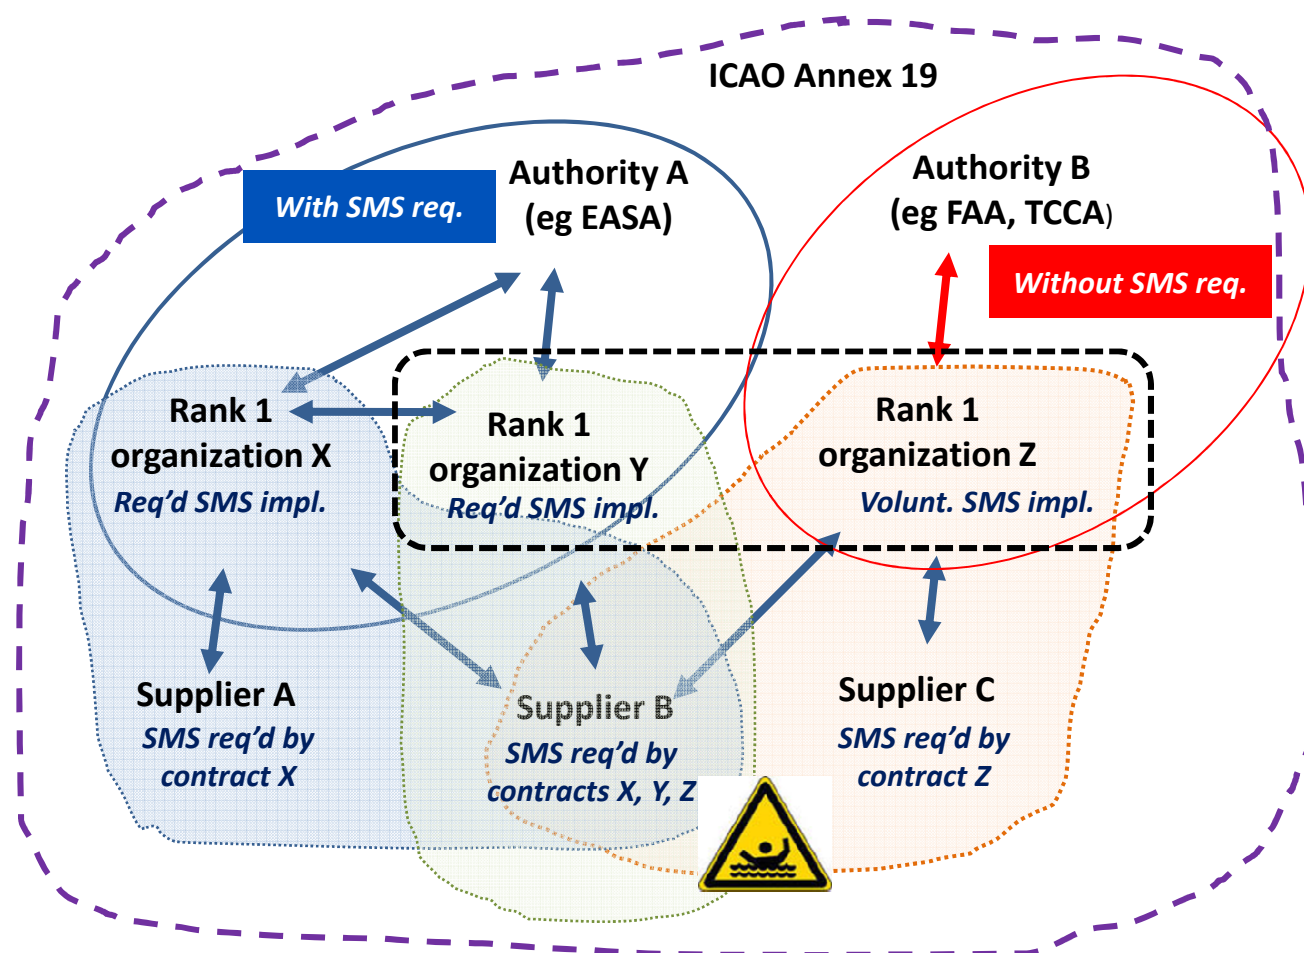 ICAO Annex 19
Authority A
(eg EASA)
With SMS req.
Authority B
(eg FAA, TCCA)
Without SMS req.
Rank 1
organization X
Req’d SMS impl.
Rank 1
organization Y
Req’d SMS impl.
Rank 1
organization Z
Volunt. SMS impl.
Supplier A
SMS req’d by
contract X
Supplier B
SMS req’d by
contracts X, Y, Z
Supplier C
SMS req’d by
contract Z